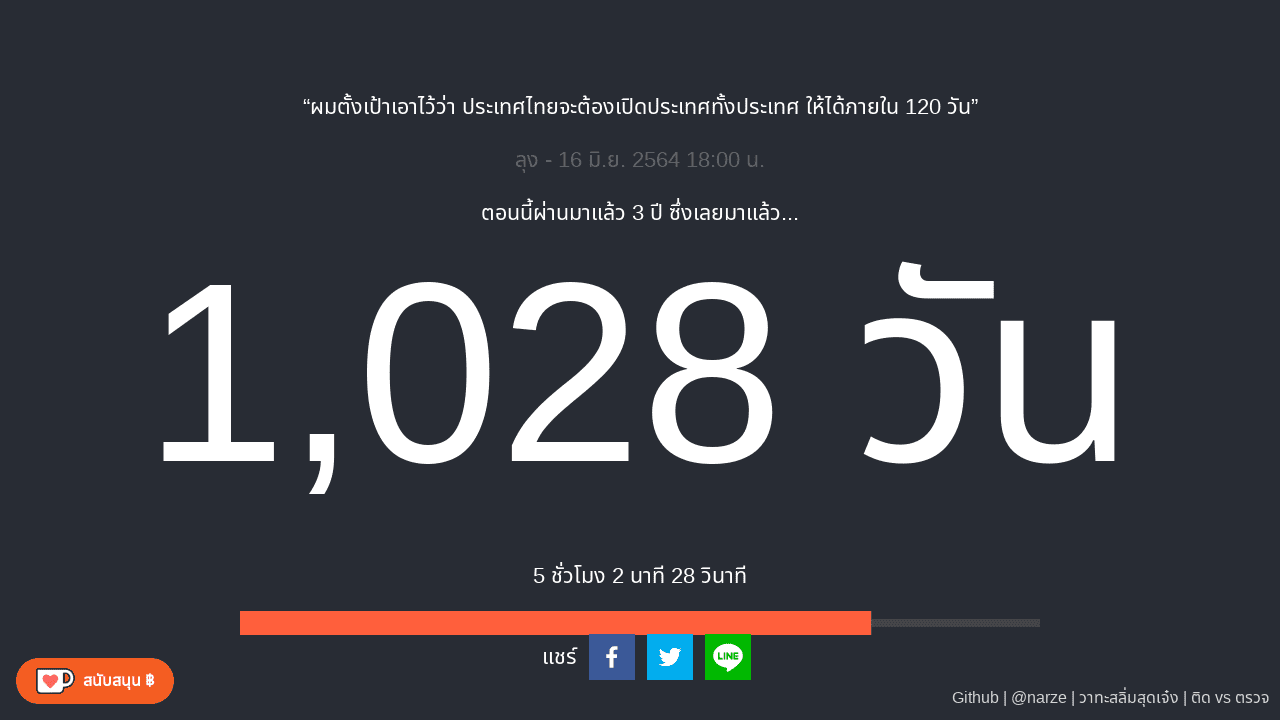 “ผมตั้งเป้าเอาไว้ว่า ประเทศไทยจะต้องเปิดประเทศทั้งประเทศ ให้ได้ภายใน 120 วัน”
ลุง - 16 มิ.ย. 2564 18:00 น.
ตอนนี้ผ่านมาแล้ว 3 ปี ซึ่งเลยมาแล้ว...
1,028 วัน
5 ชั่วโมง 2 นาที 28 วินาที
แชร์
LINE
สนับสนุน ฿
Github | @narze | วาทะสลิ่มสุดเจ๋ง | ติด vs ตรวจ